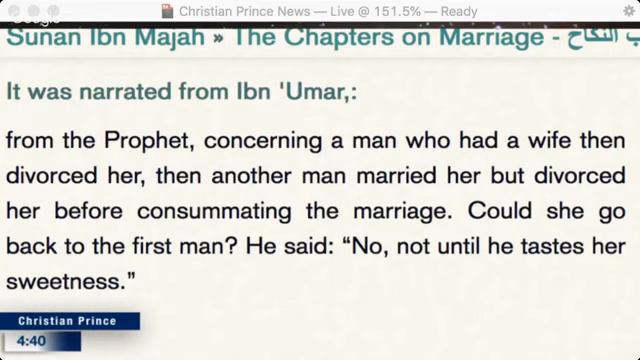 Christian Prince News — Live @ 151.5% — Ready
Sunan Ibn Majah » The Chapters on Marriage - ب النكاح
It was narrated from Ibn 'Umar,:
from the Prophet, concerning a man who had a wife then
divorced her, then another man married her but divorced
her before consummating the marriage. Could she go
back to the first man? He said: “No, not until he tastes her
sweetness.”
Christian Prince
4:40